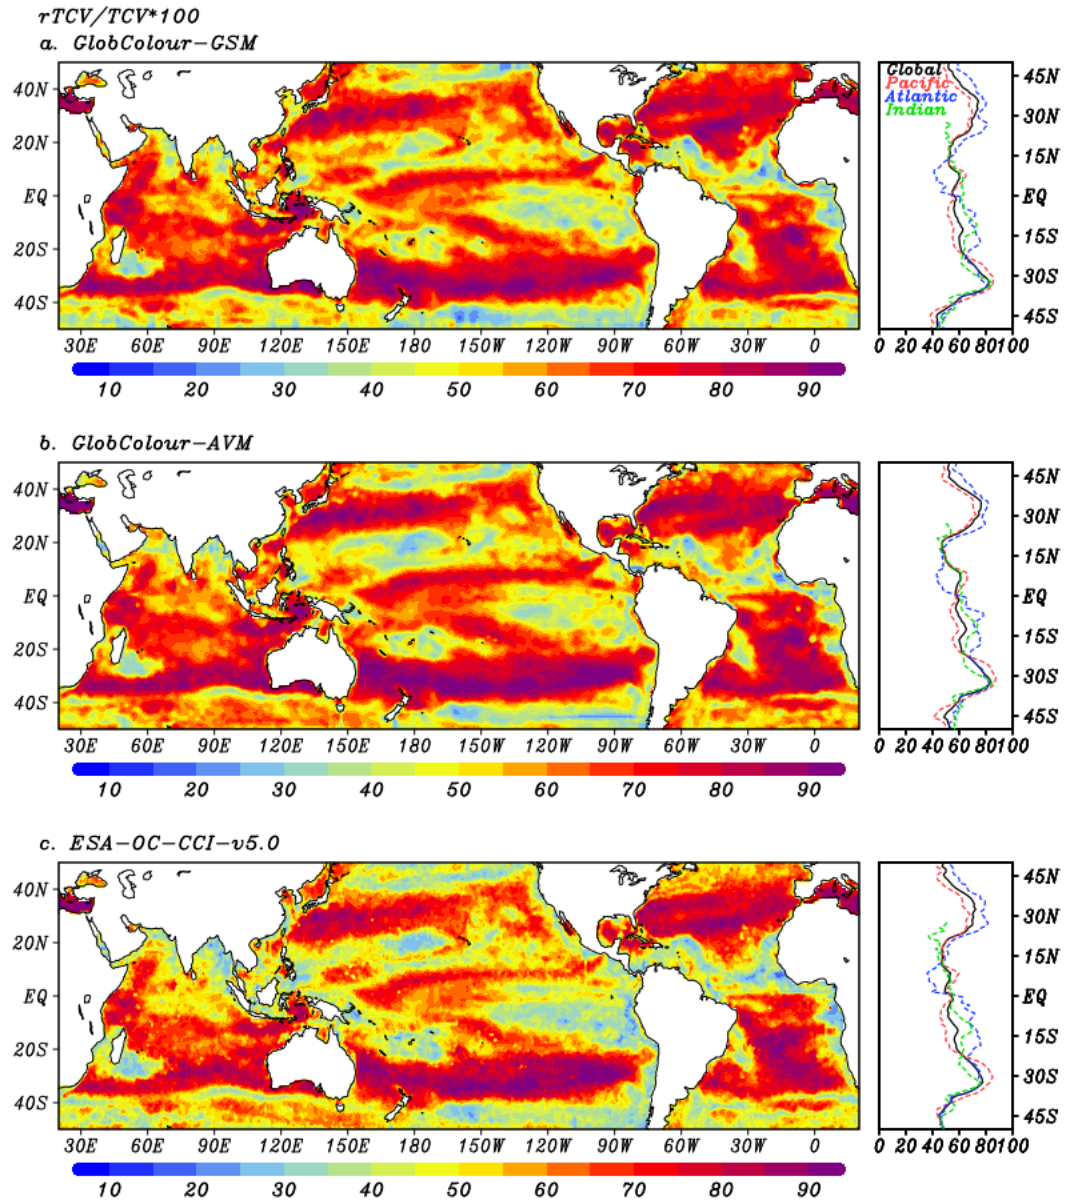 rTCV/TCV*100
a. GlobColour-GSM
Global
Pacific
Atlantic
Indian
40N
20N
EQ
20S
40S
45N
30N
15N
EQ
15S
30S
45S
30E 60E 90E 120E 150E 180 150W 120W 90W 60W 30W 0
0 20 40 60 80 100
10 20 30 40 50 60 70 80 90
b. GlobColour-AVM
40N
20N
EQ
20S
40S
45N
30N
15N
EQ
15S
30S
45S
30E 60E 90E 120E 150E 180 150W 120W 90W 60W 30W 0
0 20 40 60 80 100
10 20 30 40 50 60 70 80 90
c. ESA-OC-CCI-v5.0
40N
20N
EQ
20S
40S
45N
30N
15N
EQ
15S
30S
45S
30E 60E 90E 120E 150E 180 150W 120W 90W 60W 30W 0
0 20 40 60 80 100
10 20 30 40 50 60 70 80 90